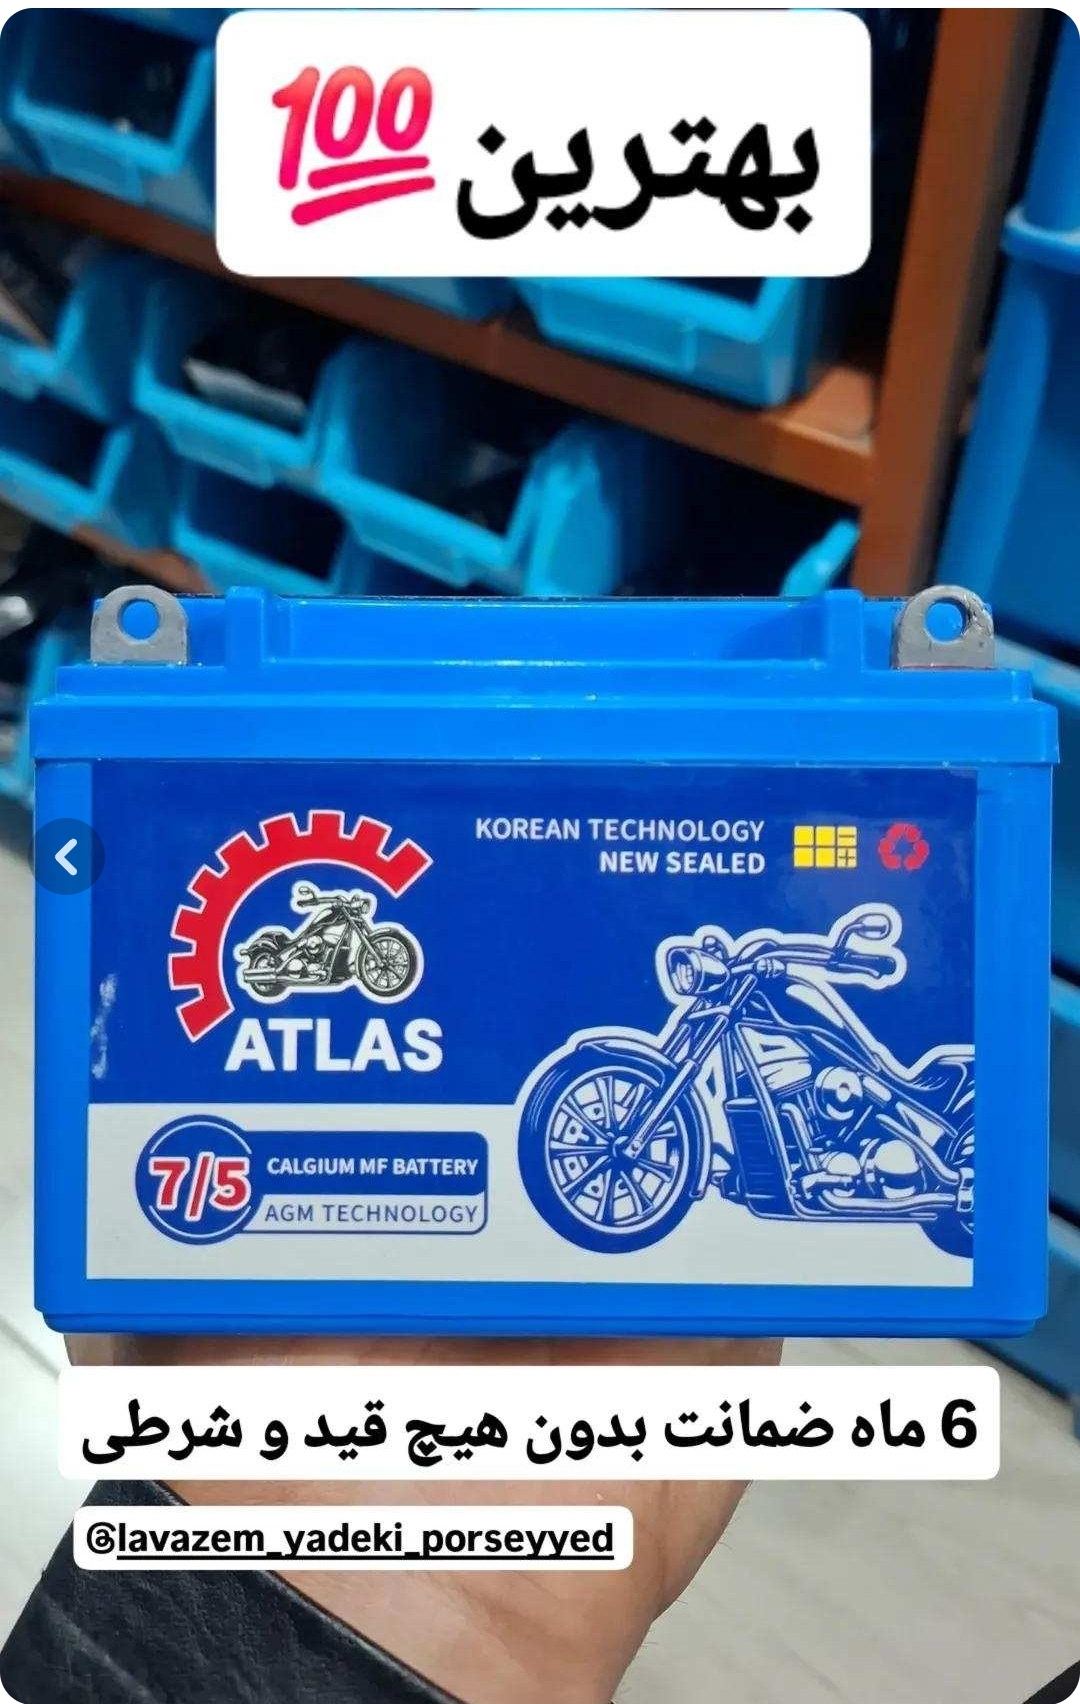 بهترین 💯
KOREAN TECHNOLOGY
NEW SEALED
ATLAS
7/5
CALGIUM MF BATTERY
AGM TECHNOLOGY
6 ماه ضمانت بدون هیچ قید و شرطی
@lavazem_yadeki_porseyyed